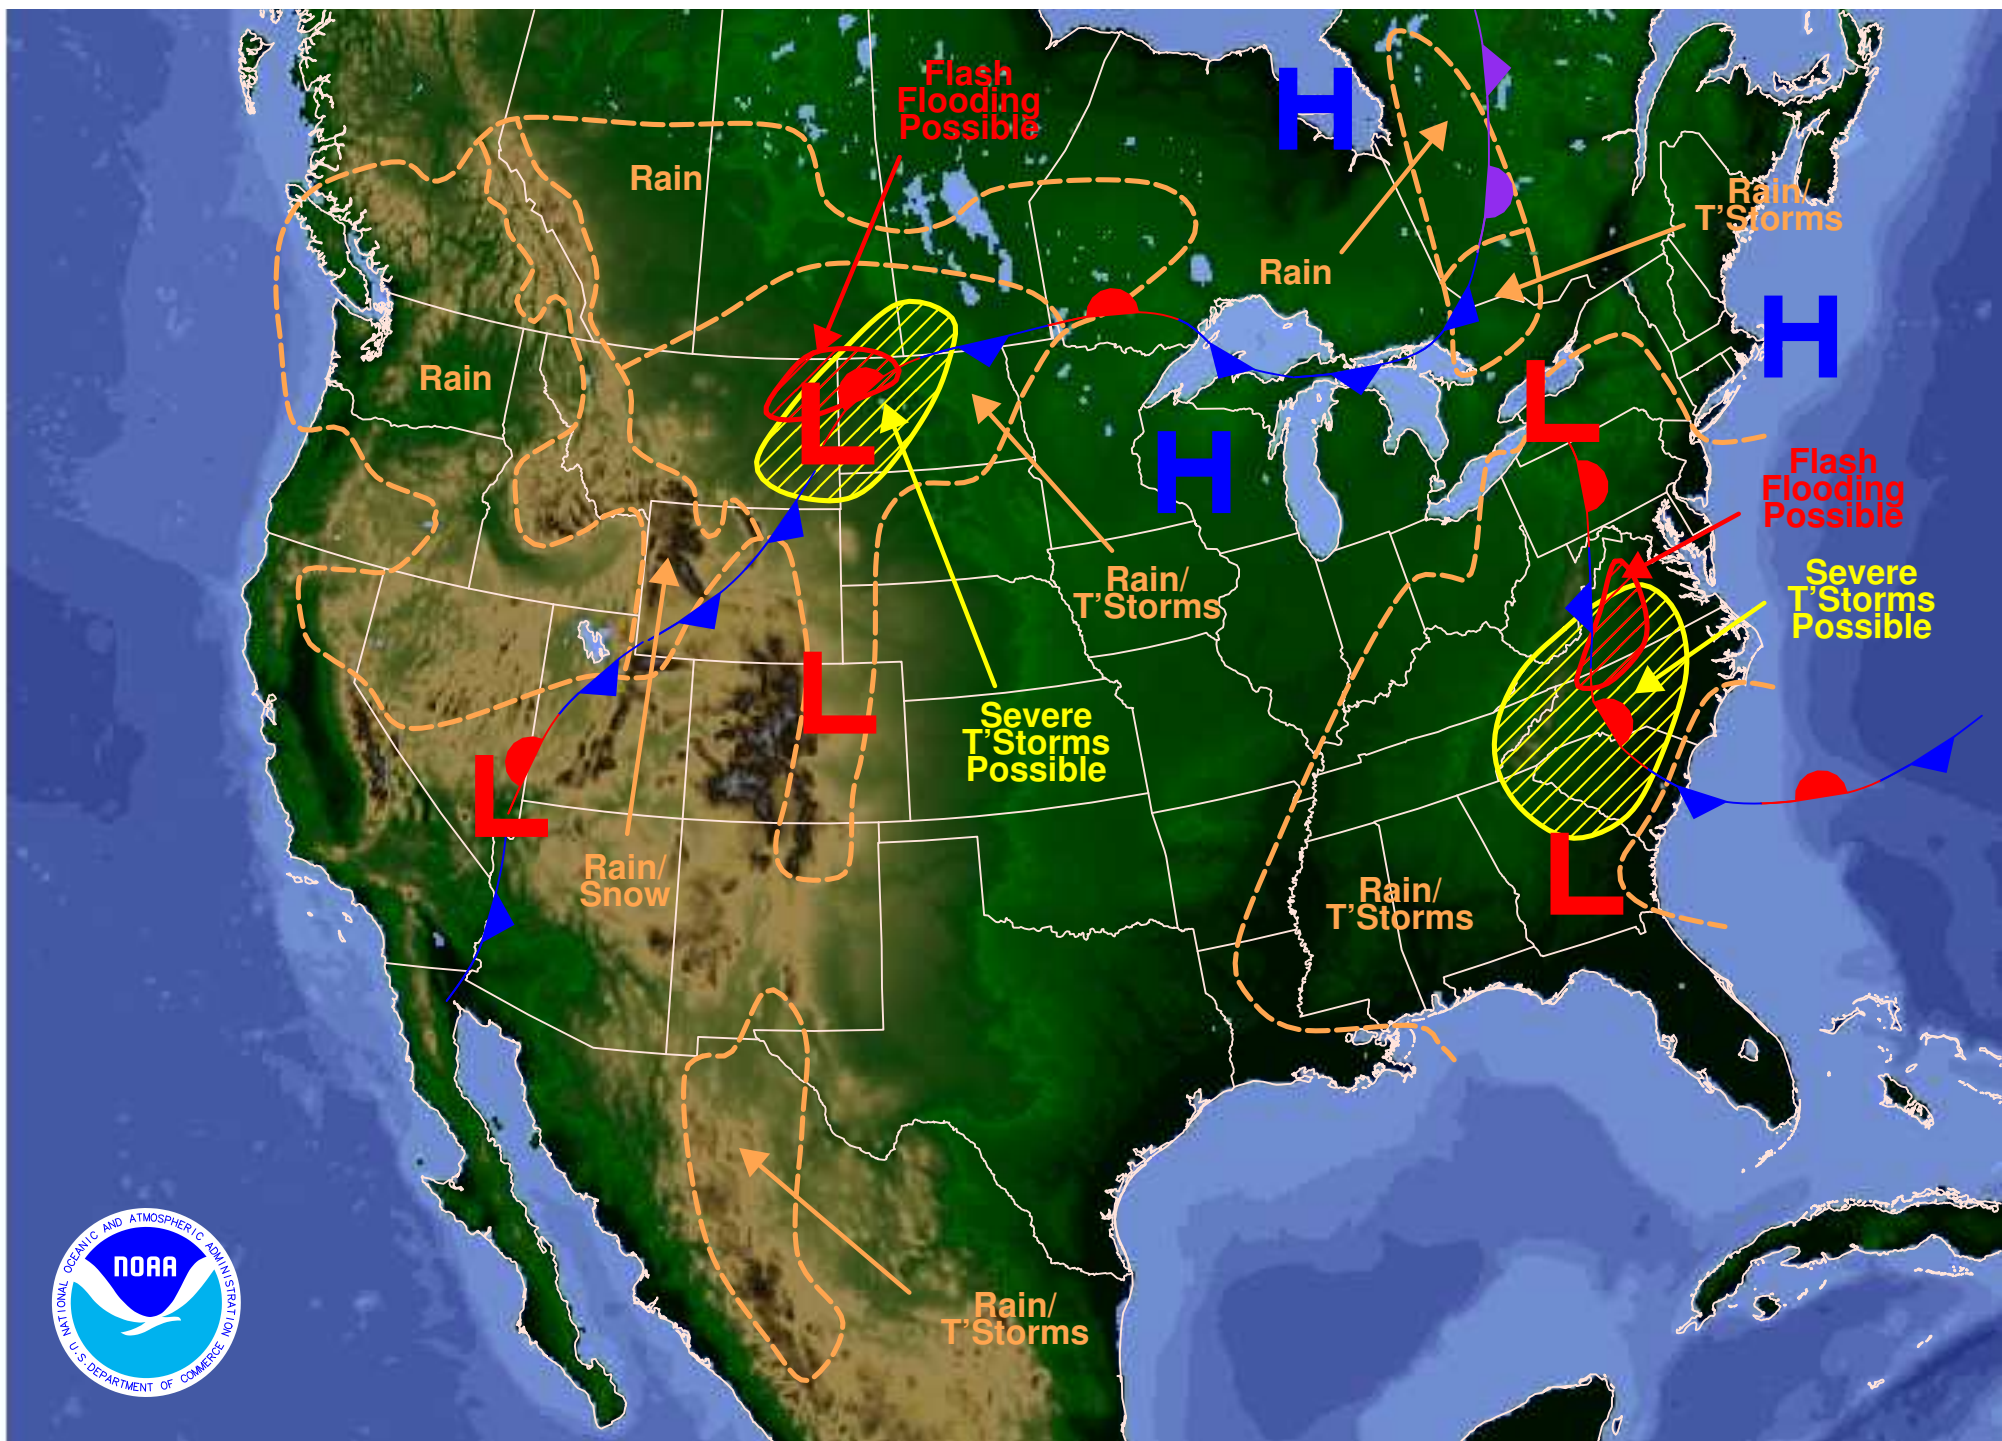 Flash
Flooding
Possible
H
Rain
Rain/
T'Storms
Rain
H
Rain
L
L
H
Flash
Flooding
Possible
Severe
T'Storms
Possible
Rain/
T'Storms
L
Severe
T'Storms
Possible
L
Rain/
Snow
L
Rain/
T'Storms
Rain/
T'Storms
NATIONAL OCEANIC AND ATMOSPHERIC ADMINISTRATION
NOAA
U.S. DEPARTMENT OF COMMERCE